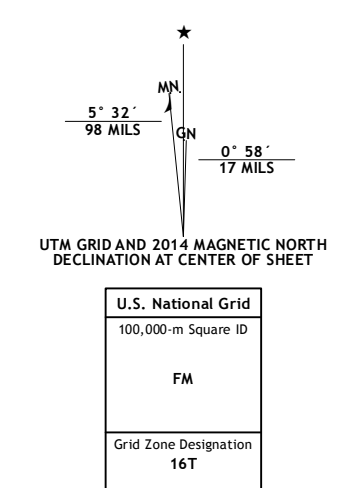 ★
MN.
5° 32´
98 MILS
GN
0° 58´
17 MILS
UTM GRID AND 2014 MAGNETIC NORTH
DECLINATION AT CENTER OF SHEET
U.S. National Grid
100,000-m Square ID
FM
Grid Zone Designation
16T